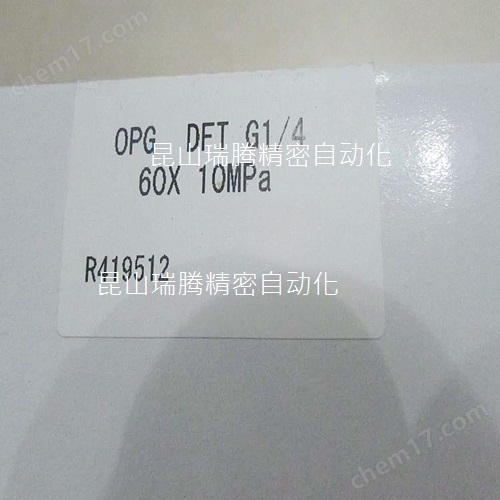 chem17.com
OPG DFT G1/4
昆山瑞腾精密自动化
60X 10MPa
R419512
昆山瑞腾精密自动化
chem17.com